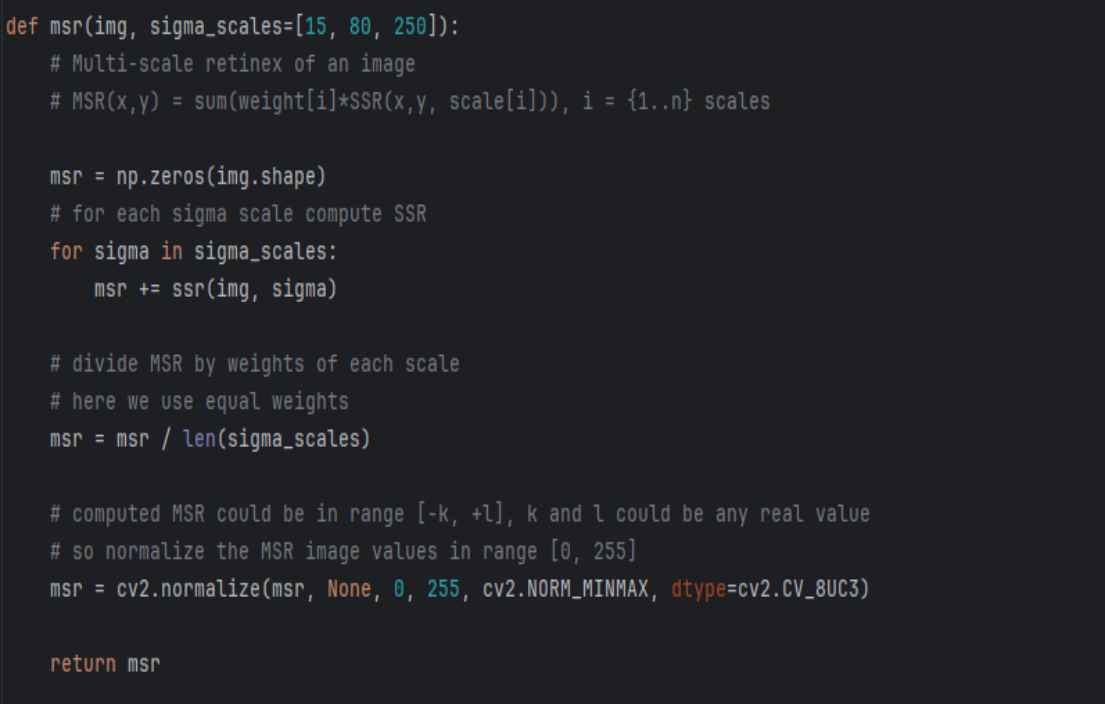 def msr(img, sigma_scales=[15, 80, 250]):
    # Multi-scale retinex of an image
    # MSR(x,y) = sum(weight[i]*SSR(x,y, scale[i])), i = {1..n} scales
    msr = np.zeros(img.shape)
    # for each sigma scale compute SSR
    for sigma in sigma_scales:
        msr += ssr(img, sigma)
    # divide MSR by weights of each scale
    # here we use equal weights
    msr = msr / len(sigma_scales)
    # computed MSR could be in range [-k, +l], k and l could be any real value
    # so normalize the MSR image values in range [0, 255]
    msr = cv2.normalize(msr, None, 0, 255, cv2.NORM_MINMAX, dtype=cv2.CV_8UC3)
    return msr